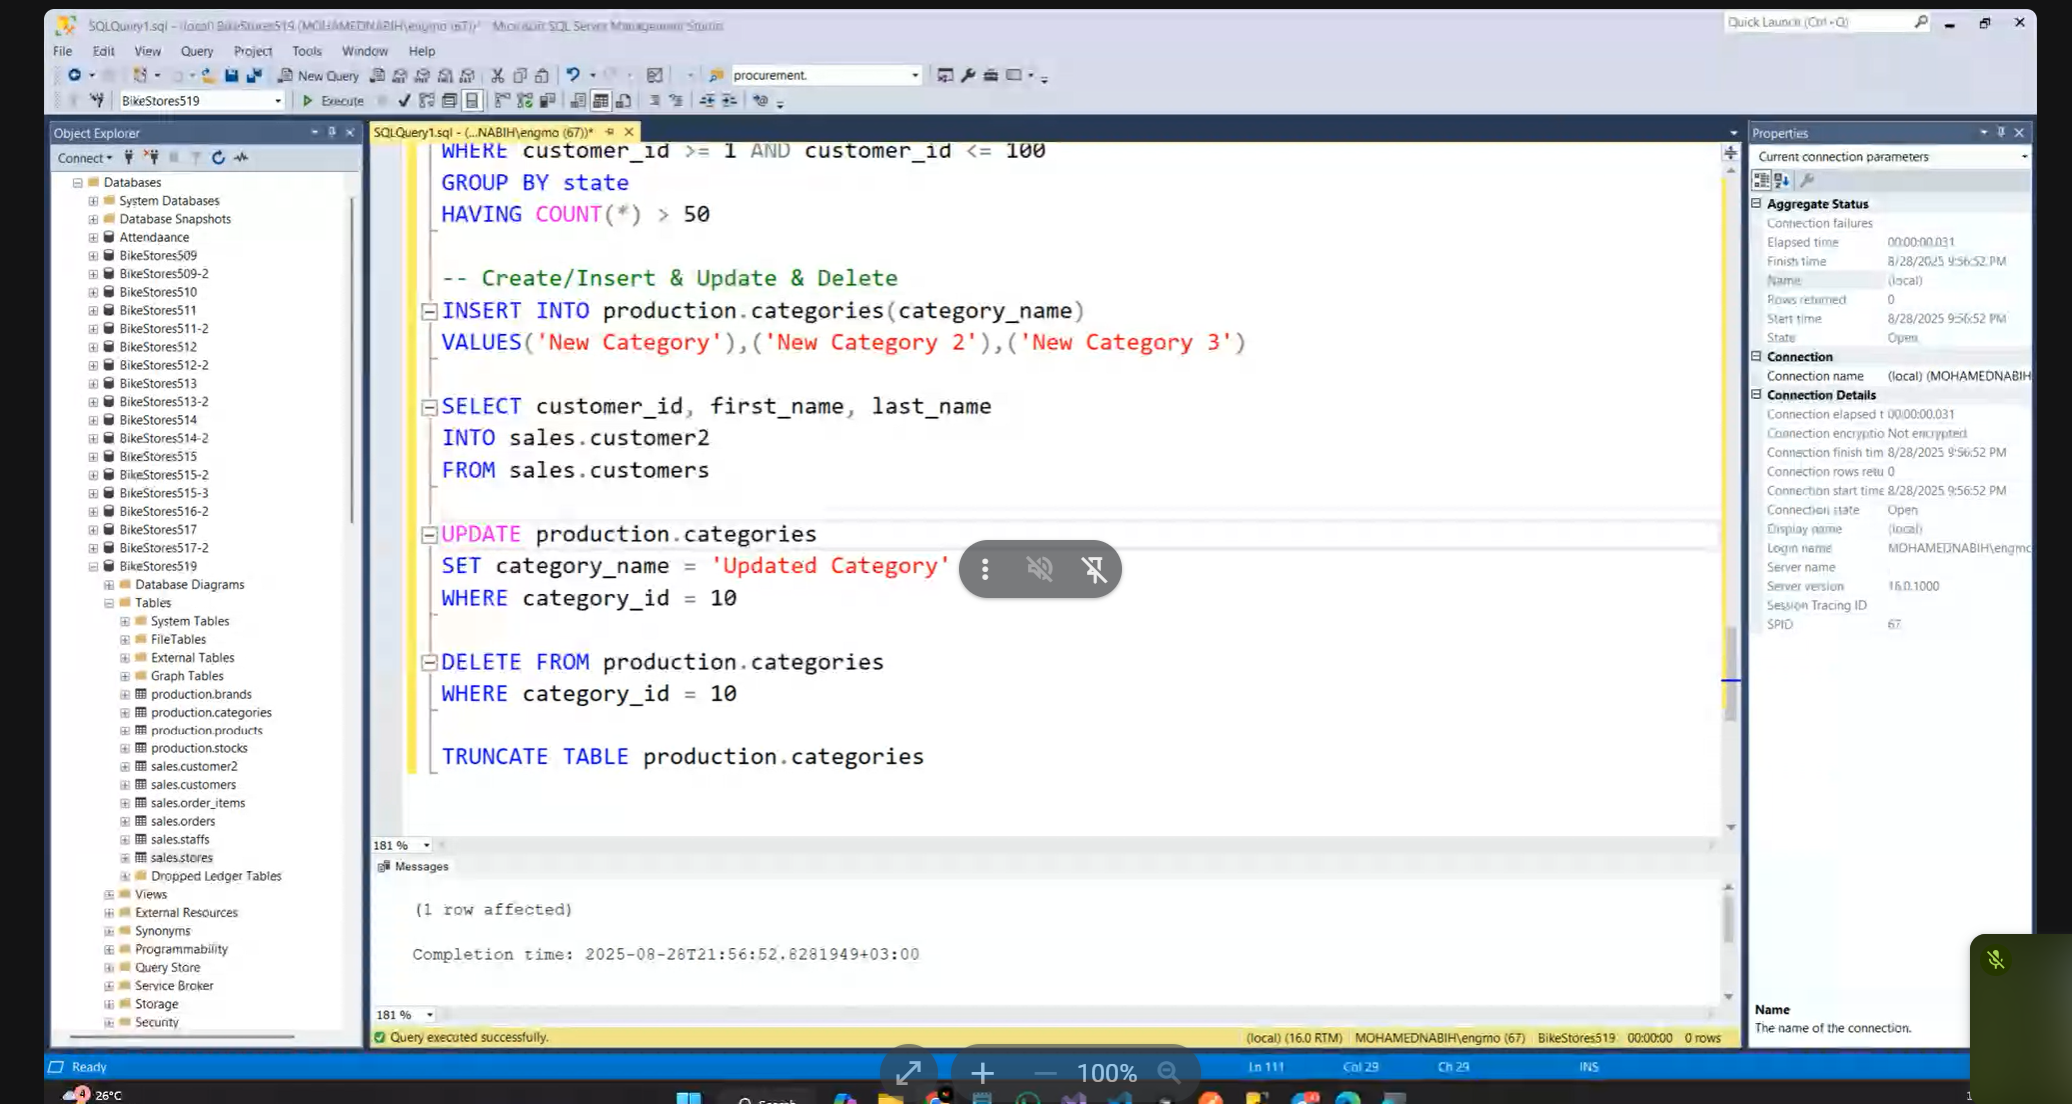 SQLQuery1.sql - (local).BikeStores519 (MOHAMEDNABIH\engmo (67))* - Microsoft SQL Server Management Studio
Quick Launch (Ctrl+Q)
File Edit View Query Project Tools Window Help
New Query
procurement.
BikeStores519
Execute
Object Explorer
Connect
Databases
System Databases
Database Snapshots
Attendaance
BikeStores509
BikeStores509-2
BikeStores510
BikeStores511
BikeStores511-2
BikeStores512
BikeStores512-2
BikeStores513
BikeStores513-2
BikeStores514
BikeStores514-2
BikeStores515
BikeStores515-2
BikeStores515-3
BikeStores516-2
BikeStores517
BikeStores517-2
BikeStores519
Database Diagrams
Tables
System Tables
FileTables
External Tables
Graph Tables
production.brands
production.categories
production.products
production.stocks
sales.customer2
sales.customers
sales.order_items
sales.orders
sales.staffs
sales.stores
Dropped Ledger Tables
Views
External Resources
Synonyms
Programmability
Query Store
Service Broker
Storage
Security
SQLQuery1.sql - (...NABIH\engmo (67))*
WHERE customer_id >= 1 AND customer_id <= 100
GROUP BY state
HAVING COUNT(*) > 50
-- Create/Insert & Update & Delete
INSERT INTO production.categories(category_name)
VALUES('New Category'),('New Category 2'),('New Category 3')
SELECT customer_id, first_name, last_name
INTO sales.customer2
FROM sales.customers
UPDATE production.categories
SET category_name = 'Updated Category'
WHERE category_id = 10
DELETE FROM production.categories
WHERE category_id = 10
TRUNCATE TABLE production.categories
181 %
Messages
(1 row affected)
Completion time: 2025-08-28T21:56:52.8281949+03:00
181 %
Query executed successfully.
(local) (16.0 RTM) MOHAMEDNABIH\engmo (67) BikeStores519 00:00:00 0 rows
Properties
Current connection parameters
Aggregate Status
Connection failures
Elapsed time 00:00:00.031
Finish time 8/28/2025 9:56:52 PM
Name (local)
Rows returned 0
Start time 8/28/2025 9:56:52 PM
State Open
Connection
Connection name (local) (MOHAMEDNABIH
Connection Details
Connection elapsed t 00:00:00.031
Connection encryptio Not encrypted
Connection finish tim 8/28/2025 9:56:52 PM
Connection rows retu 0
Connection start time 8/28/2025 9:56:52 PM
Connection state Open
Display name (local)
Login name MOHAMEDNABIH\engmc
Server name
Server version 16.0.1000
Session Tracing ID
SPID 67
Name
The name of the connection.
Ready
Ln 111 Col 29 Ch 29 INS
100%
4
26°C
Search